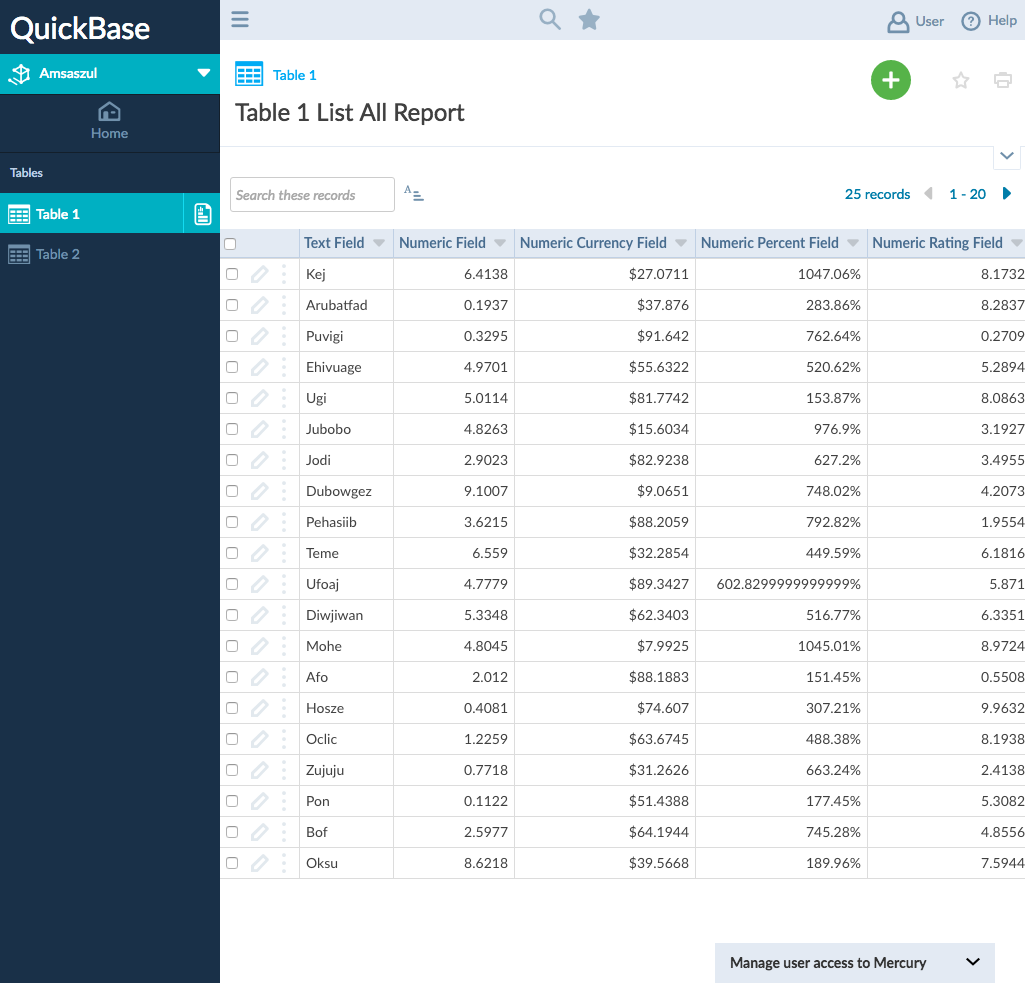 QuickBase
User Help
Amsaszul
Home
Tables
Table 1
Table 2
Table 1
Table 1 List All Report
Search these records
A
25 records 1 - 20
Text Field Numeric Field Numeric Currency Field Numeric Percent Field Numeric Rating Field
Kej 6.4138 $27.0711 1047.06% 8.1732
Arubatfad 0.1937 $37.876 283.86% 8.2837
Puvigi 0.3295 $91.642 762.64% 0.2709
Ehivuage 4.9701 $55.6322 520.62% 5.2894
Ugi 5.0114 $81.7742 153.87% 8.0863
Jubobo 4.8263 $15.6034 976.9% 3.1927
Jodi 2.9023 $82.9238 627.2% 3.4955
Dubowgez 9.1007 $9.0651 748.02% 4.2073
Pehasiib 3.6215 $88.2059 792.82% 1.9554
Teme 6.559 $32.2854 449.59% 6.1816
Ufoaj 4.7779 $89.3427 602.8299999999999% 5.871
Diwjiwan 5.3348 $62.3403 516.77% 6.3351
Mohe 4.8045 $7.9925 1045.01% 8.9724
Afo 2.012 $88.1883 151.45% 0.5508
Hosze 0.4081 $74.607 307.21% 9.9632
Oclic 1.2259 $63.6745 488.38% 8.1938
Zujuju 0.7718 $31.2626 663.24% 2.4138
Pon 0.1122 $51.4388 177.45% 5.3082
Bof 2.5977 $64.1944 745.28% 4.8556
Oksu 8.6218 $39.5668 189.96% 7.5944
Manage user access to Mercury